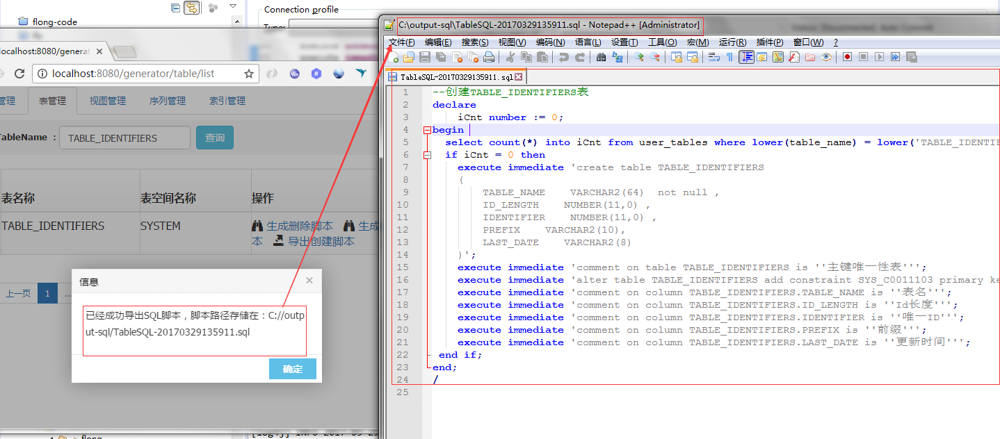 flong-code
Connection profile
localhost:8080/generat
localhost:8080/generator/table/list
管理
表管理
视图管理
序列管理
索引管理
TableName :
TABLE_IDENTIFIERS
查询
表名称
表空间名称
操作
TABLE_IDENTIFIERS
SYSTEM
生成删除脚本
生成
本
导出创建脚本
上一页
1
...
信息
已经成功导出SQL脚本，脚本路径存储在：C://outp
ut-sql/TableSQL-20170329135911.sql
确定
C:\output-sql\TableSQL-20170329135911.sql - Notepad++ [Administrator]
文件(F) 编辑(E) 搜索(S) 视图(V) 编码(N) 语言(L) 设置(T) 工具(O) 宏(M) 运行(R) 插件(P) 窗口(W) ?
TableSQL-20170329135911.sql
1 --创建TABLE_IDENTIFIERS表
2 declare
3 iCnt number := 0;
4 begin
5 select count(*) into iCnt from user_tables where lower(table_name) = lower('TABLE_IDENTIF
6 if iCnt = 0 then
7 execute immediate 'create table TABLE_IDENTIFIERS
8 (
9 TABLE_NAME VARCHAR2(64) not null ,
10 ID_LENGTH NUMBER(11,0) ,
11 IDENTIFIER NUMBER(11,0) ,
12 PREFIX VARCHAR2(10),
13 LAST_DATE VARCHAR2(8)
14 )';
15 execute immediate 'comment on table TABLE_IDENTIFIERS is ''主键唯一性表''';
16 execute immediate 'alter table TABLE_IDENTIFIERS add constraint SYS_C0011103 primary ke
17 execute immediate 'comment on column TABLE_IDENTIFIERS.TABLE_NAME is ''表名''';
18 execute immediate 'comment on column TABLE_IDENTIFIERS.ID_LENGTH is ''Id长度''';
19 execute immediate 'comment on column TABLE_IDENTIFIERS.IDENTIFIER is ''唯一ID''';
20 execute immediate 'comment on column TABLE_IDENTIFIERS.PREFIX is ''前缀''';
21 execute immediate 'comment on column TABLE_IDENTIFIERS.LAST_DATE is ''更新时间''';
22 end if;
23 end;
24 /
25
flong